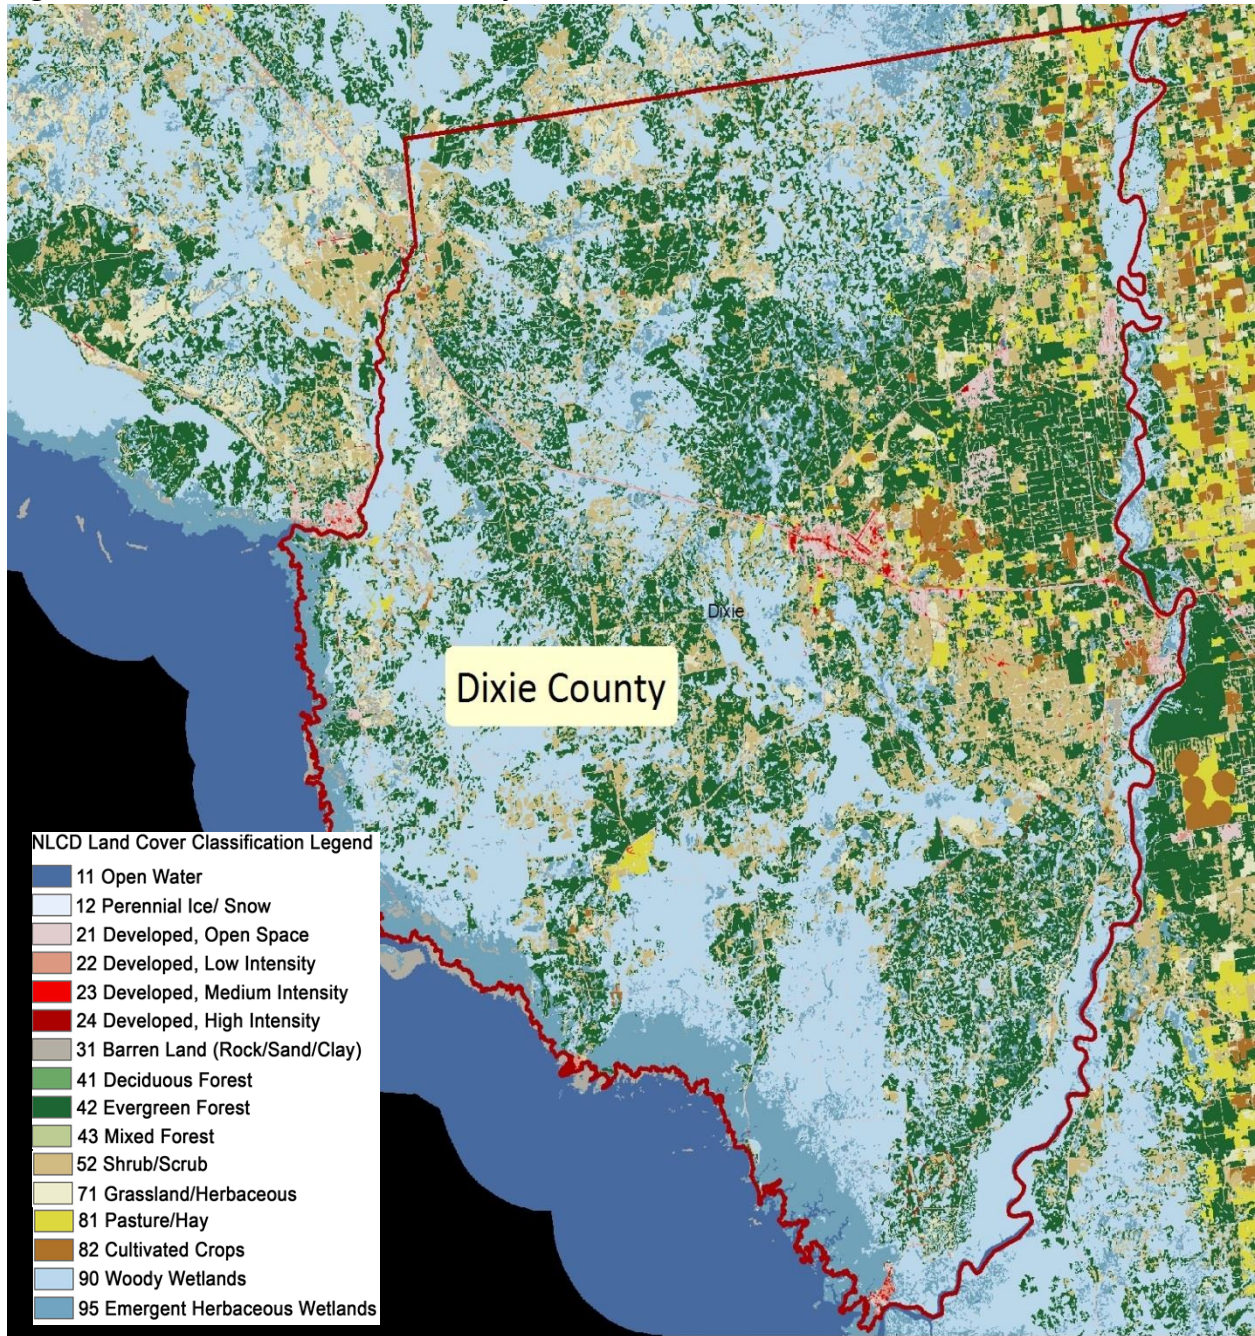 Dixie
Dixie County
NLCD Land Cover Classification Legend
11 Open Water
12 Perennial Ice/ Snow
21 Developed, Open Space
22 Developed, Low Intensity
23 Developed, Medium Intensity
24 Developed, High Intensity
31 Barren Land (Rock/Sand/Clay)
41 Deciduous Forest
42 Evergreen Forest
43 Mixed Forest
52 Shrub/Scrub
71 Grassland/Herbaceous
81 Pasture/Hay
82 Cultivated Crops
90 Woody Wetlands
95 Emergent Herbaceous Wetlands